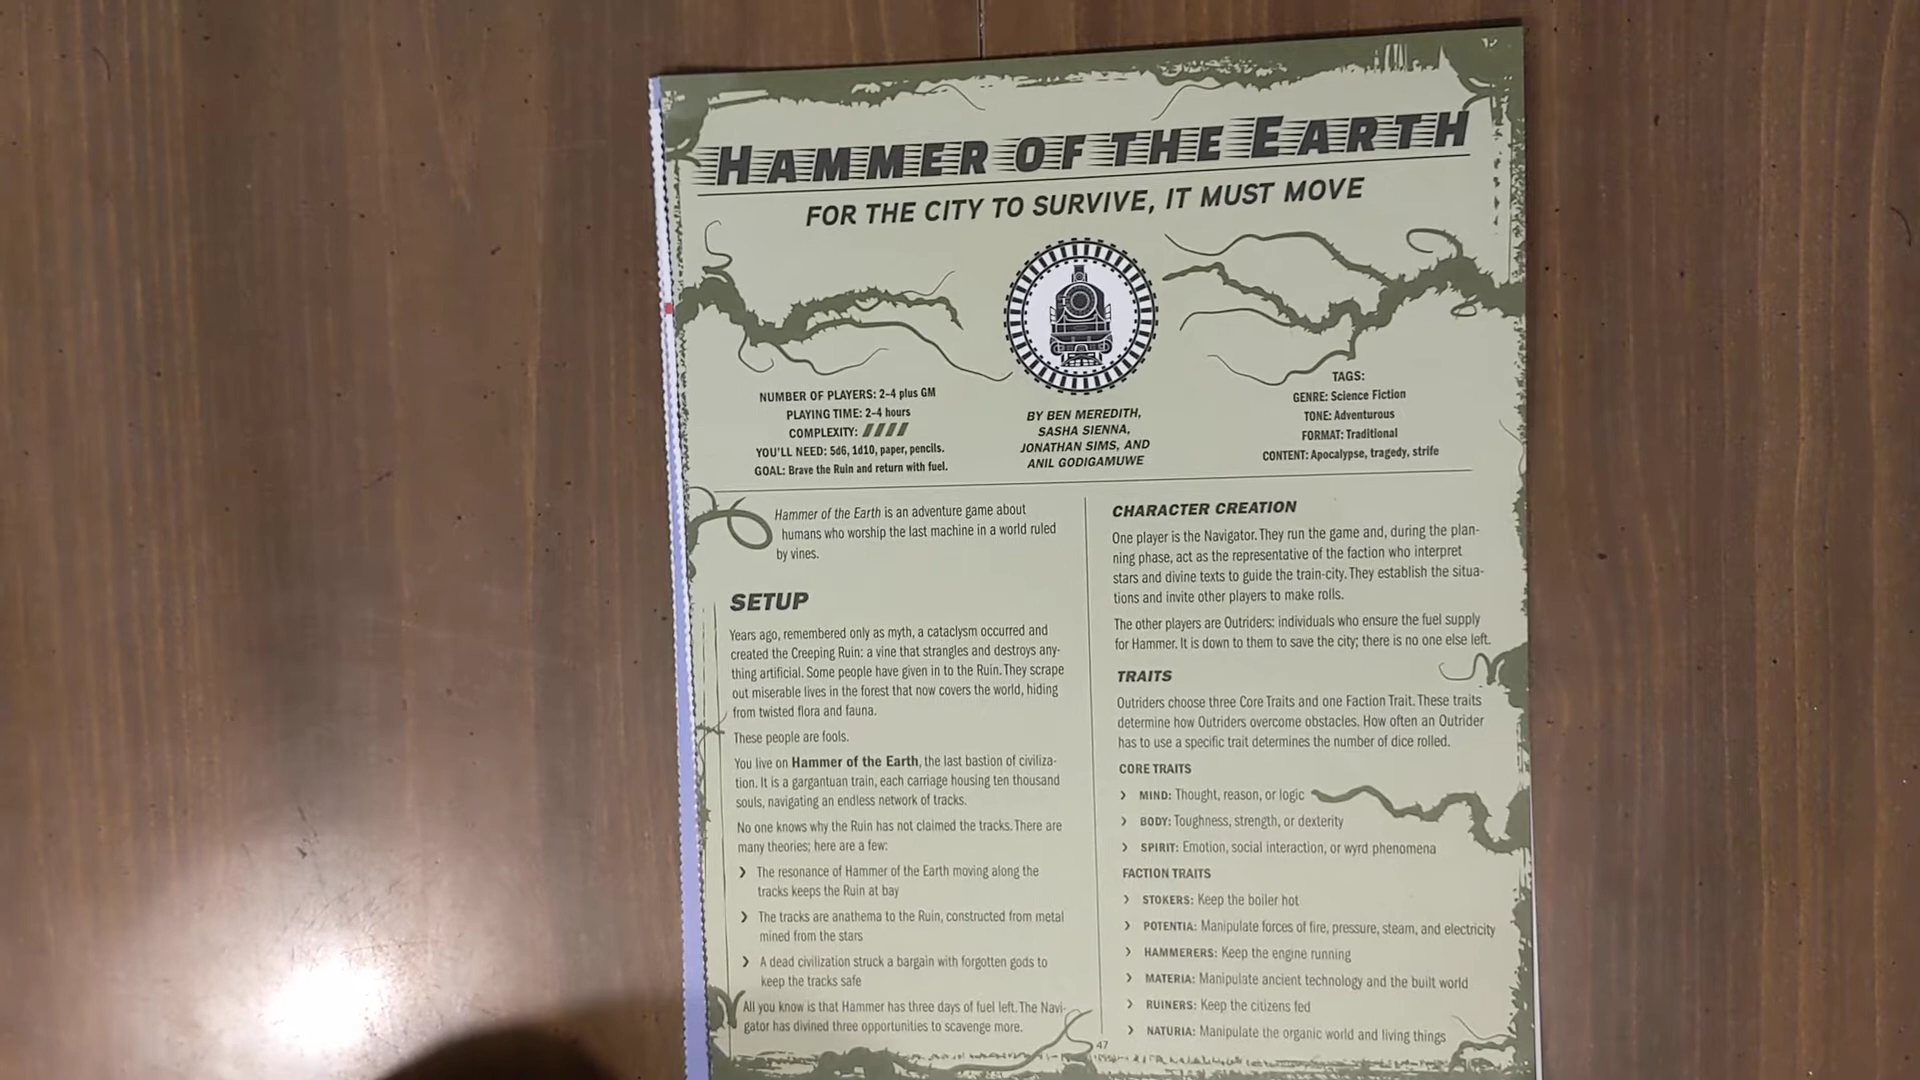 HAMMER OF THE EARTH
FOR THE CITY TO SURVIVE, IT MUST MOVE
NUMBER OF PLAYERS: 2–4 plus GM
PLAYING TIME: 2–4 hours
COMPLEXITY:
YOU'LL NEED: 5d6, 1d10, paper, pencils.
GOAL: Brave the Ruin and return with fuel.
BY BEN MEREDITH,
SASHA SIENNA,
JONATHAN SIMS, AND
ANIL GODIGAMUWE
TAGS:
GENRE: Science Fiction
TONE: Adventurous
FORMAT: Traditional
CONTENT: Apocalypse, tragedy, strife
Hammer of the Earth is an adventure game about
humans who worship the last machine in a world ruled
by vines.
SETUP
Years ago, remembered only as myth, a cataclysm occurred and
created the Creeping Ruin: a vine that strangles and destroys any-
thing artificial. Some people have given in to the Ruin. They scrape
out miserable lives in the forest that now covers the world, hiding
from twisted flora and fauna.
These people are fools.
You live on Hammer of the Earth, the last bastion of civiliza-
tion. It is a gargantuan train, each carriage housing ten thousand
souls, navigating an endless network of tracks.
No one knows why the Ruin has not claimed the tracks. There are
many theories; here are a few:
› The resonance of Hammer of the Earth moving along the
tracks keeps the Ruin at bay
› The tracks are anathema to the Ruin, constructed from metal
mined from the stars
› A dead civilization struck a bargain with forgotten gods to
keep the tracks safe
All you know is that Hammer has three days of fuel left. The Navi-
gator has divined three opportunities to scavenge more.
CHARACTER CREATION
One player is the Navigator. They run the game and, during the plan-
ning phase, act as the representative of the faction who interpret
stars and divine texts to guide the train-city. They establish the situa-
tions and invite other players to make rolls.
The other players are Outriders: individuals who ensure the fuel supply
for Hammer. It is down to them to save the city; there is no one else left.
TRAITS
Outriders choose three Core Traits and one Faction Trait. These traits
determine how Outriders overcome obstacles. How often an Outrider
has to use a specific trait determines the number of dice rolled.
CORE TRAITS
› MIND: Thought, reason, or logic
› BODY: Toughness, strength, or dexterity
› SPIRIT: Emotion, social interaction, or wyrd phenomena
FACTION TRAITS
› STOKERS: Keep the boiler hot
› POTENTIA: Manipulate forces of fire, pressure, steam, and electricity
› HAMMERERS: Keep the engine running
› MATERIA: Manipulate ancient technology and the built world
› RUINERS: Keep the citizens fed
› NATURIA: Manipulate the organic world and living things
47